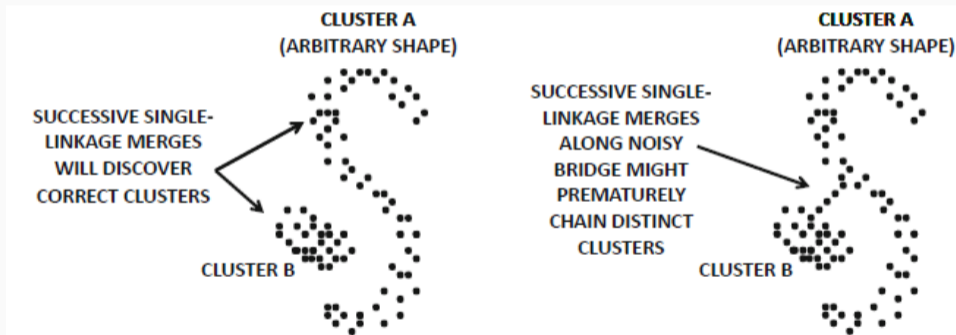 CLUSTER A
(ARBITRARY SHAPE)
SUCCESSIVE SINGLE-
LINKAGE MERGES
WILL DISCOVER
CORRECT CLUSTERS
CLUSTER B
CLUSTER A
(ARBITRARY SHAPE)
SUCCESSIVE SINGLE-
LINKAGE MERGES
ALONG NOISY
BRIDGE MIGHT
PREMATURELY
CHAIN DISTINCT
CLUSTERS
CLUSTER B